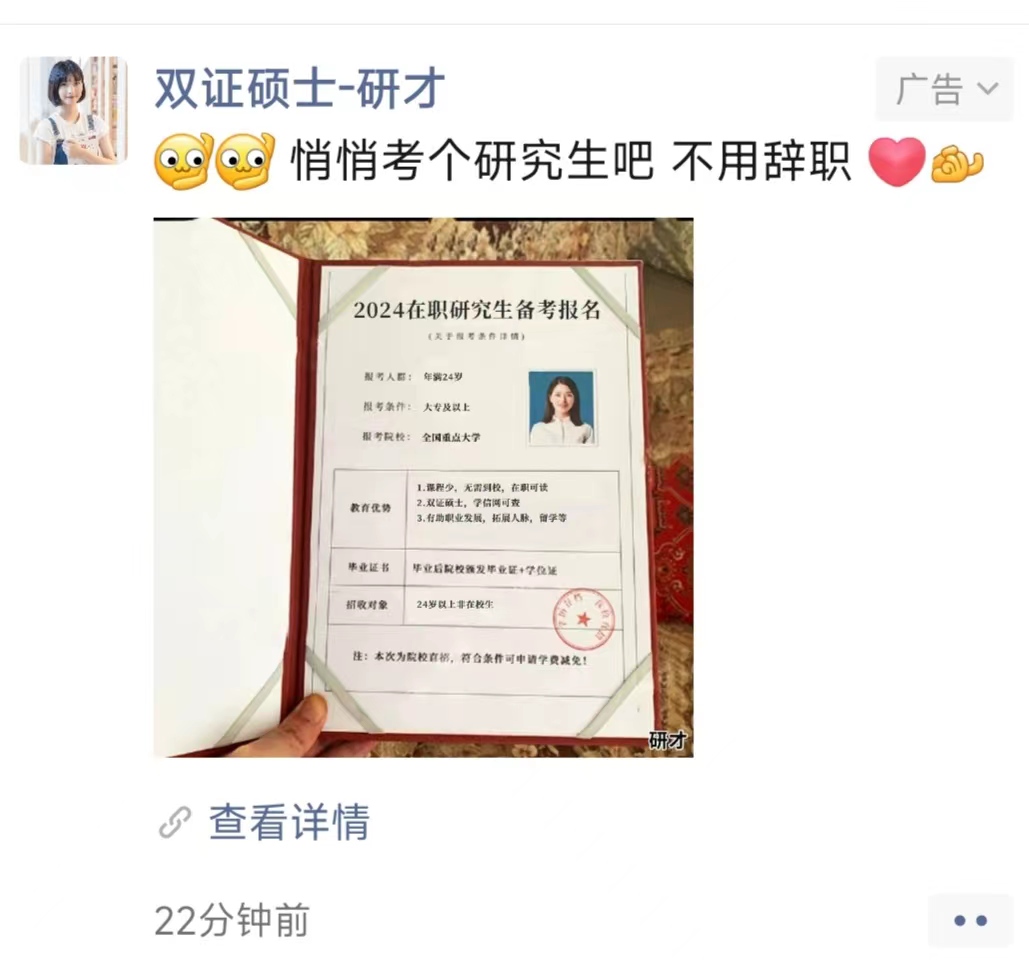 双证硕士-研才
广告
悄悄考个研究生吧 不用辞职
2024在职研究生备考报名
(关于报考条件详情)
报考人群: 年满24岁
报考条件: 大专及以上
报考院校: 全国重点大学
教育优势
1.课程少，无需到校，在职可读
2.双证硕士，学信网可查
3.有助职业发展，拓展人脉，留学等
毕业证书 毕业后院校颁发毕业证+学位证
招收对象 24岁以上非在校生
注：本次为院校直招，符合条件可申请学费减免！
研才
查看详情
22分钟前